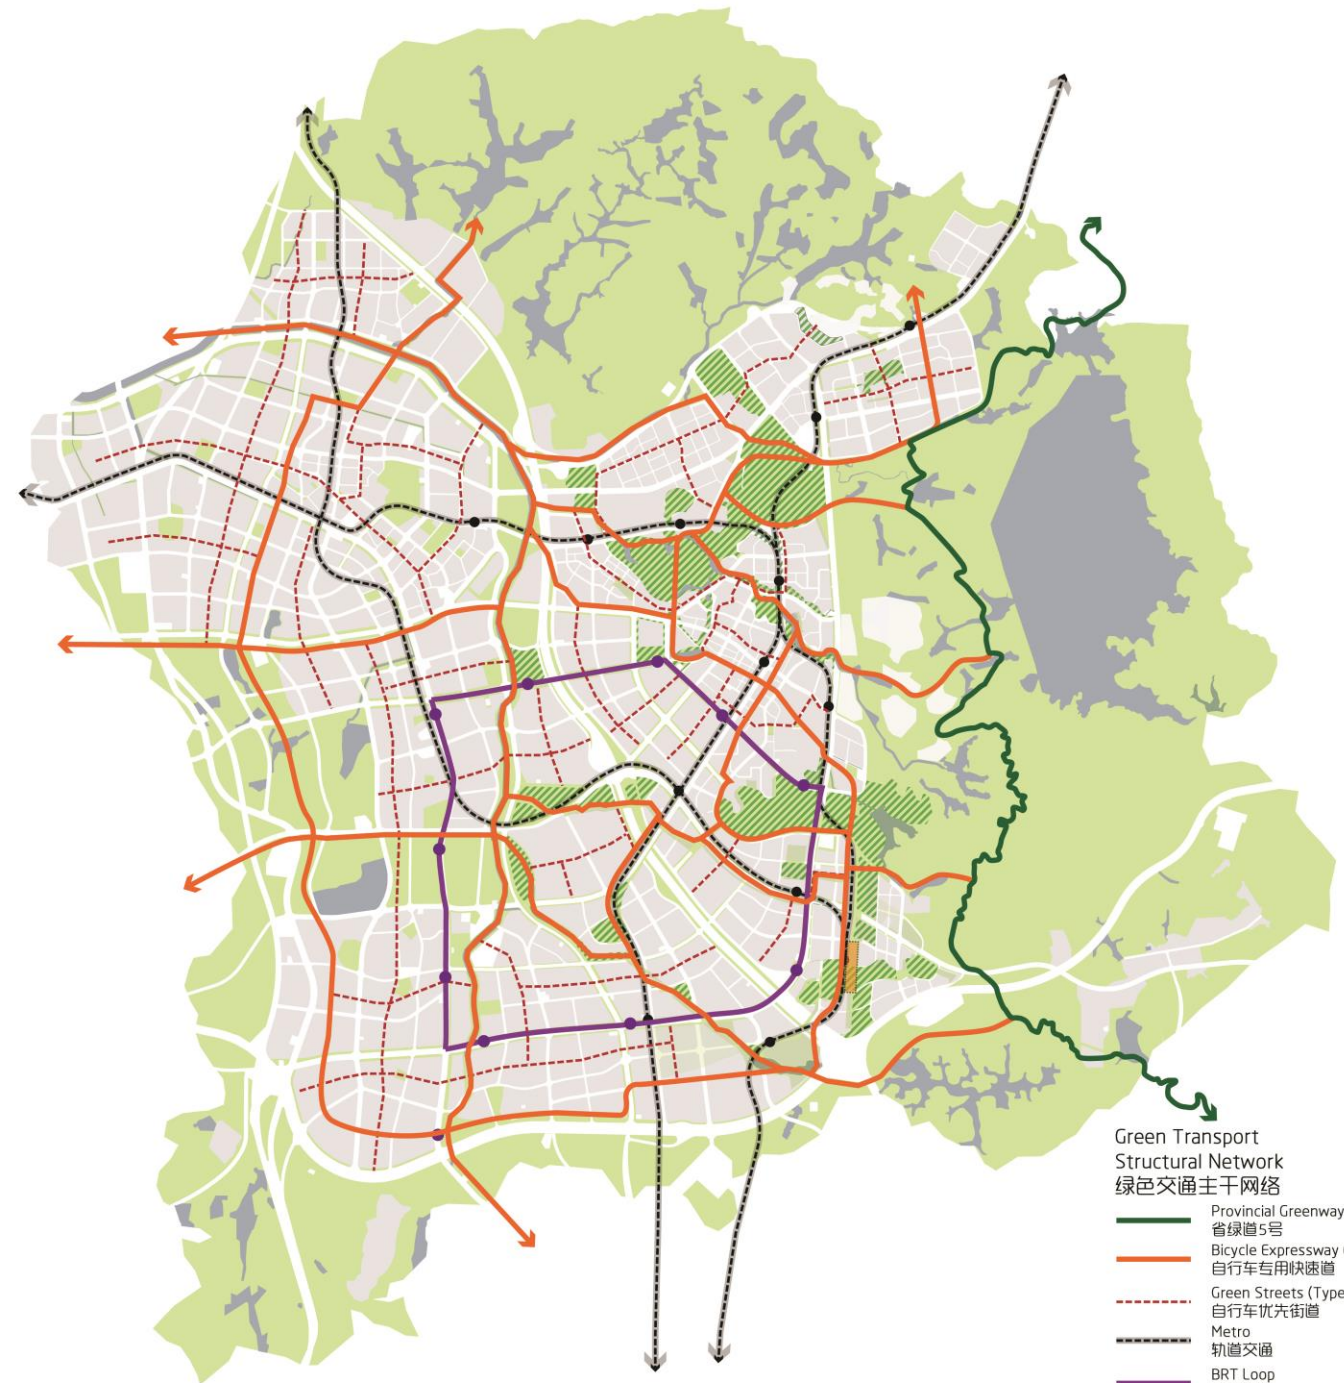 Green Transport
Structural Network
绿色交通主干网络
Provincial Greenway
省绿道5号
Bicycle Expressway
自行车专用快速道
Green Streets (Type
自行车优先街道
Metro
轨道交通
BRT Loop